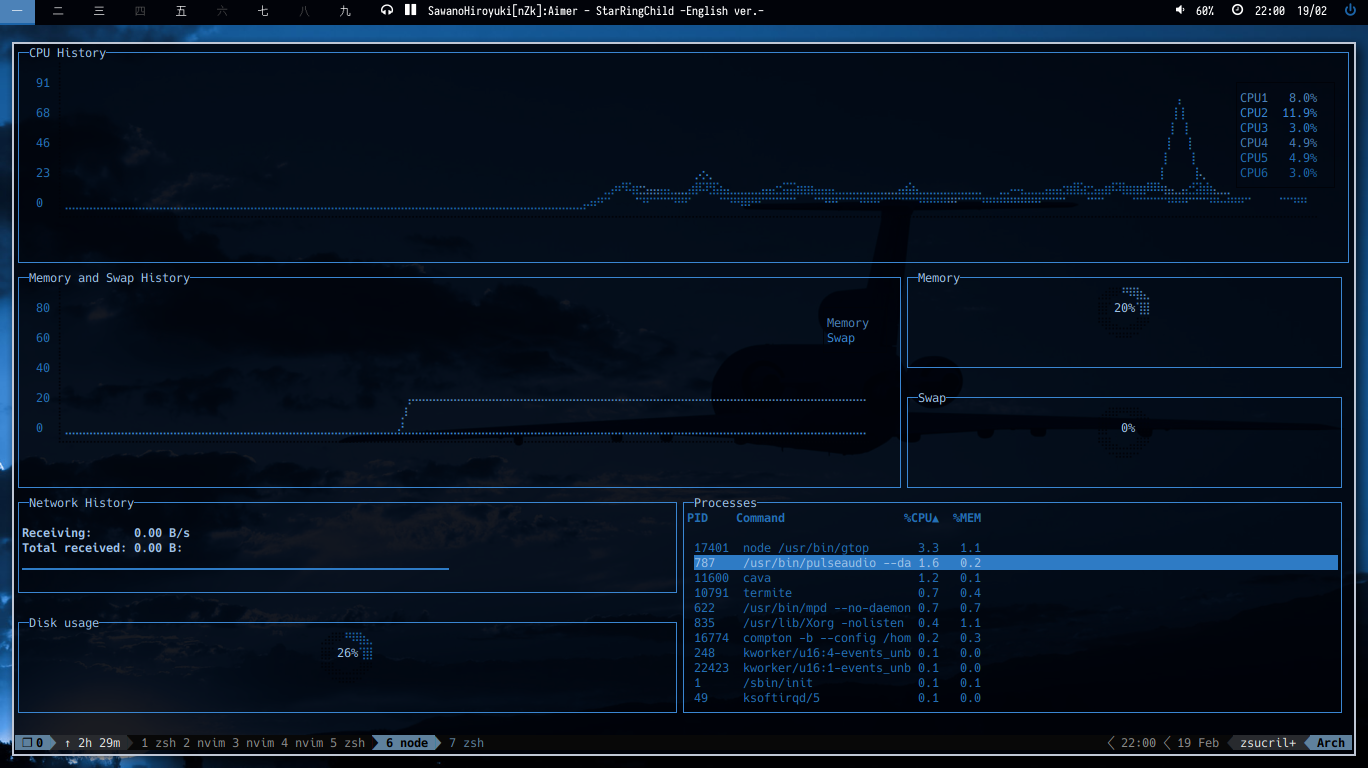 一 二 三 四 五 六 七 八 九 SawanoHiroyuki[nZk]:Aimer - StarRingChild -English ver.- 60% 22:00 19/02
CPU History
91
68
46
23
0
CPU1 8.0%
CPU2 11.9%
CPU3 3.0%
CPU4 4.9%
CPU5 4.9%
CPU6 3.0%
Memory and Swap History
80
60
40
20
0
Memory
Swap
Memory
20%
Swap
0%
Network History
Receiving: 0.00 B/s
Total received: 0.00 B:
Disk usage
26%
Processes
PID Command %CPU▲ %MEM
17401 node /usr/bin/gtop 3.3 1.1
787 /usr/bin/pulseaudio --da 1.6 0.2
11600 cava 1.2 0.1
10791 termite 0.7 0.4
622 /usr/bin/mpd --no-daemon 0.7 0.7
835 /usr/lib/Xorg -nolisten 0.4 1.1
16774 compton -b --config /hom 0.2 0.3
248 kworker/u16:4-events_unb 0.1 0.0
22423 kworker/u16:1-events_unb 0.1 0.0
1 /sbin/init 0.1 0.1
49 ksoftirqd/5 0.1 0.0
❐ 0 ↑ 2h 29m 1 zsh 2 nvim 3 nvim 4 nvim 5 zsh 6 node 7 zsh 22:00 19 Feb zsucril+ Arch